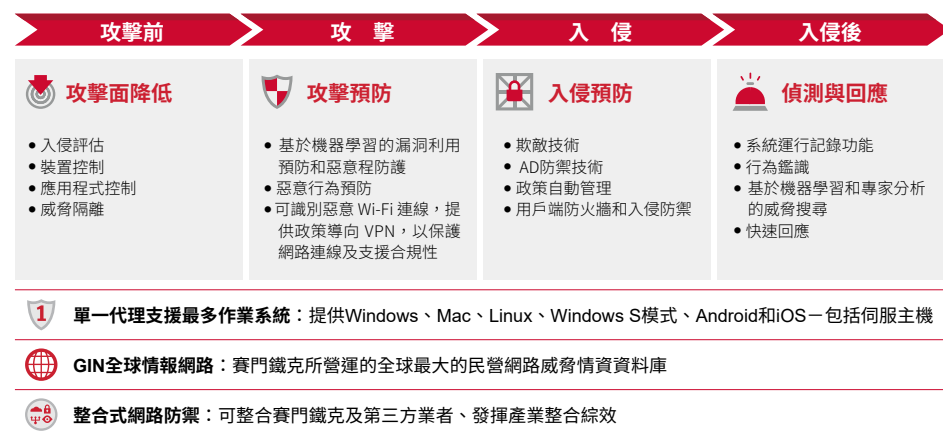 攻擊前
攻 擊
入 侵
入侵後
攻擊面降低
• 入侵評估
• 裝置控制
• 應用程式控制
• 威脅隔離
攻擊預防
• 基於機器學習的漏洞利用
預防和惡意程防護
• 惡意行為預防
• 可識別惡意 Wi-Fi 連線,提
供政策導向 VPN,以保護
網路連線及支援合規性
入侵預防
• 欺敵技術
• AD防禦技術
• 政策自動管理
• 用戶端防火牆和入侵防禦
偵測與回應
• 系統運行記錄功能
• 行為鑑識
• 基於機器學習和專家分析
的威脅搜尋
• 快速回應
1 單一代理支援最多作業系統:提供Windows、Mac、Linux、Windows S模式、Android和iOS－包括伺服主機
GIN全球情報網路:賽門鐵克所營運的全球最大的民營網路威脅情資資料庫
整合式網路防禦:可整合賽門鐵克及第三方業者、發揮產業整合綜效